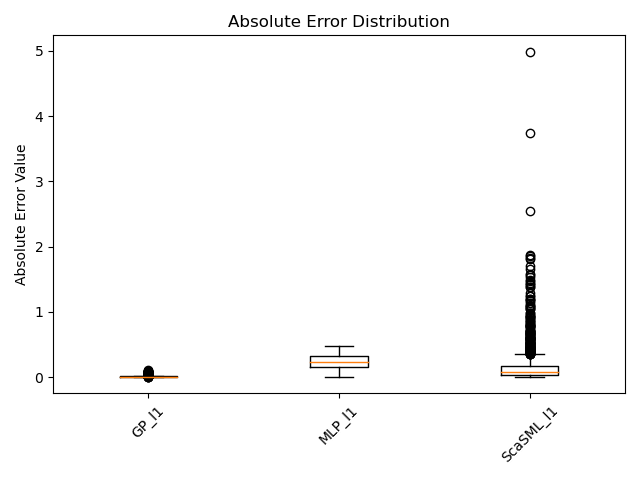 Absolute Error Distribution
Absolute Error Value
5
4
3
2
1
0
GP_l1
MLP_l1
ScaSML_l1